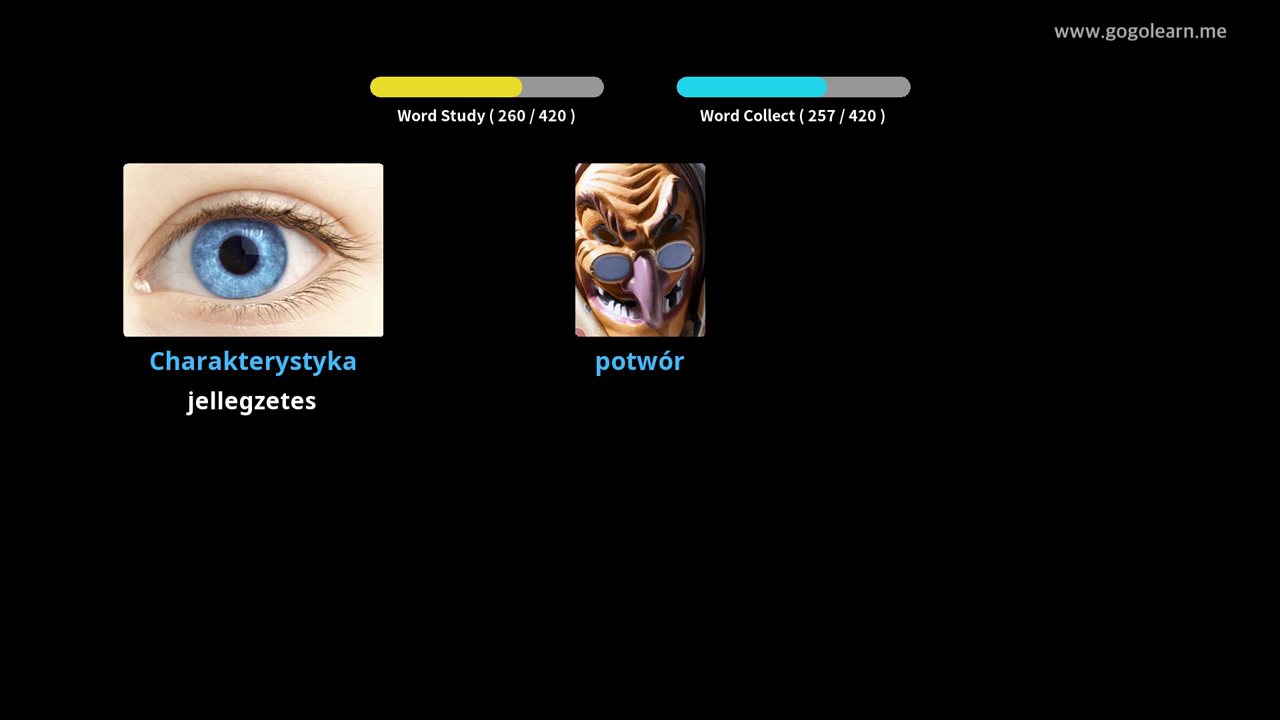 www.gogolearn.me
Word Study ( 260 / 420 )
Word Collect ( 257 / 420 )
Charakterystyka
jellegzetes
potwór